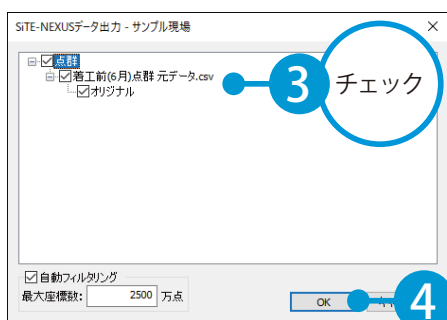 SiTE-NEXUSデータ出力 - サンプル現場
点群
着工前(6月)点群 元データ.csv
オリジナル
3
チェック
自動フィルタリング
最大座標数: 2500 万点
OK
4